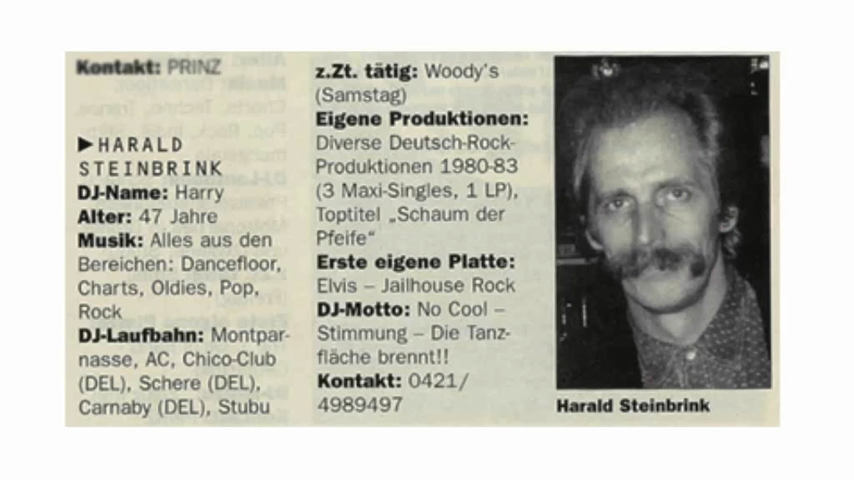 Kontakt: PRINZ
▶HARALD
STEINBRINK
DJ-Name: Harry
Alter: 47 Jahre
Musik: Alles aus den
Bereichen: Dancefloor,
Charts, Oldies, Pop,
Rock
DJ-Laufbahn: Montpar-
nasse, AC, Chico-Club
(DEL), Schere (DEL),
Carnaby (DEL), Stubu
z.Zt. tätig: Woody's
(Samstag)
Eigene Produktionen:
Diverse Deutsch-Rock-
Produktionen 1980-83
(3 Maxi-Singles, 1 LP),
Toptitel „Schaum der
Pfeife"
Erste eigene Platte:
Elvis – Jailhouse Rock
DJ-Motto: No Cool –
Stimmung – Die Tanz-
fläche brennt!!
Kontakt: 0421/
4989497
Harald Steinbrink